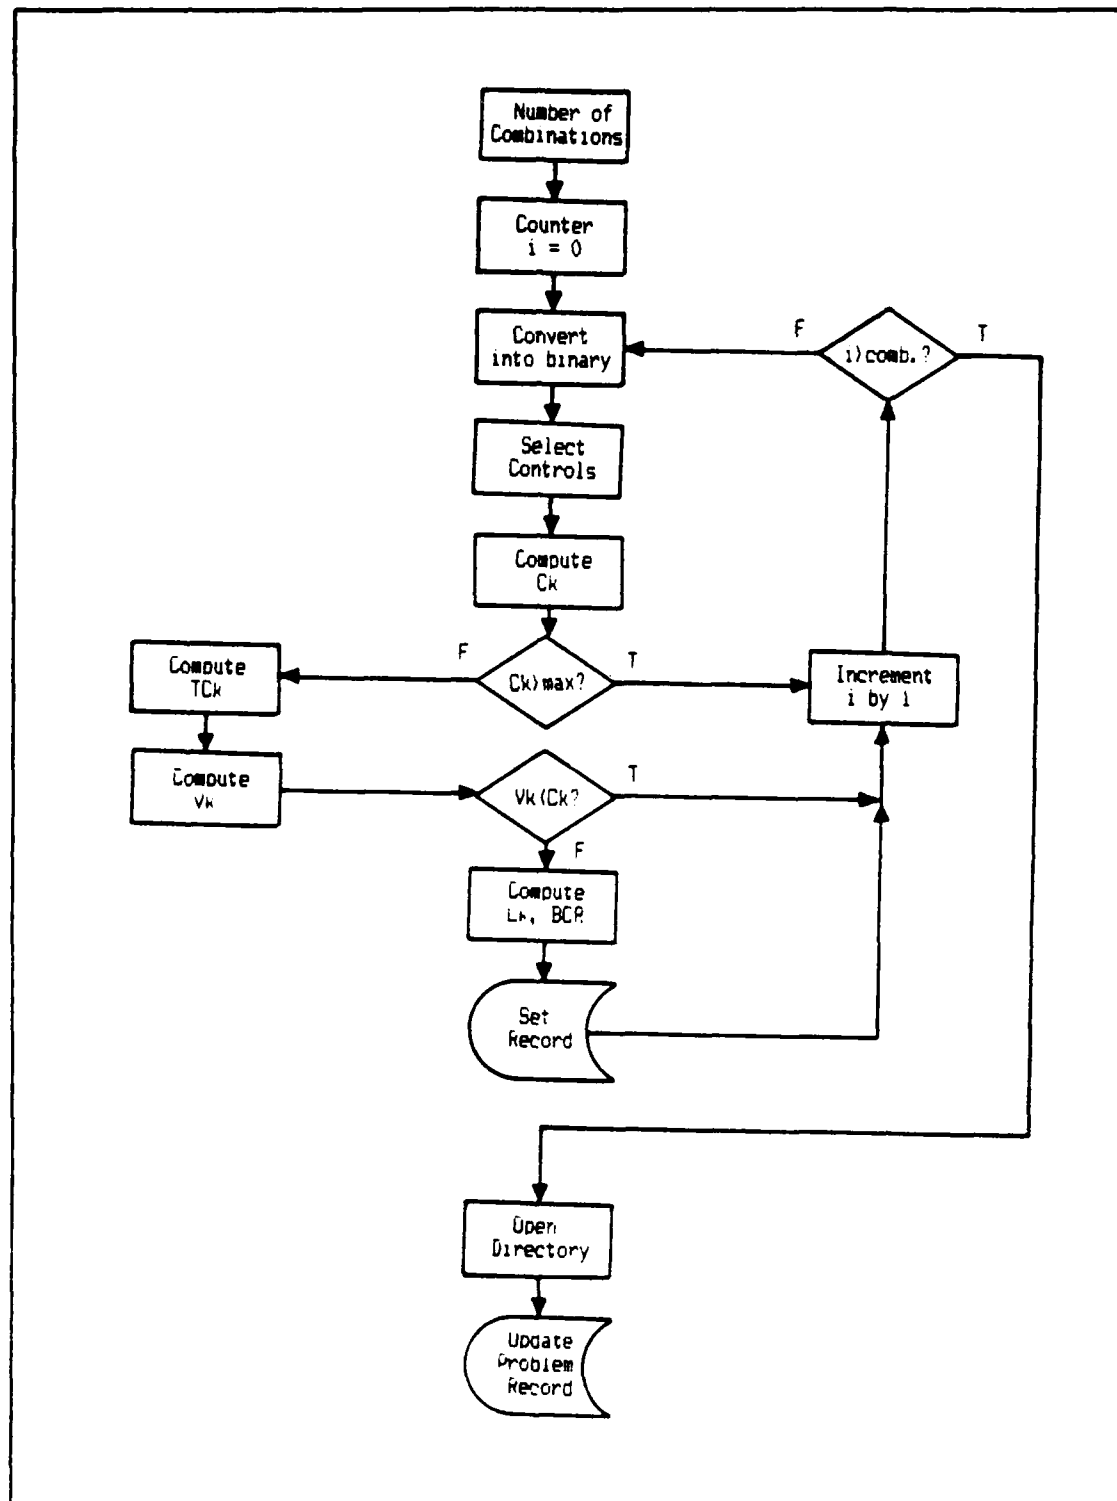 Number of
Combinations
Counter
i = 0
Convert
into binary
F
i)comb.?
T
Select
Controls
Compute
Ck
F
Ck)max?
T
Compute
TCk
Increment
i by 1
Compute
Vk
Vk(Ck?
T
F
Compute
BCR
Set
Record
Open
Directory
Update
Problem
Record